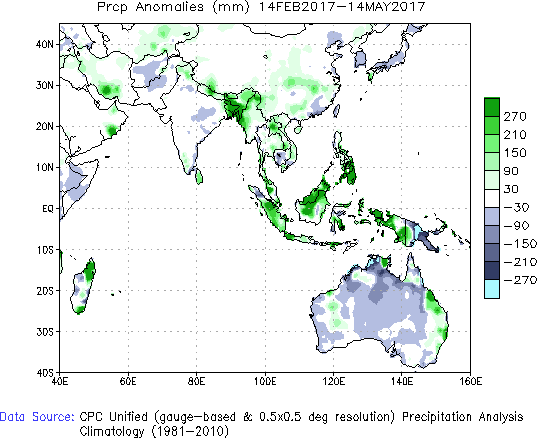 Prcp Anomalies (mm) 14FEB2017-14MAY2017
40N
30N
20N
10N
EQ
10S
20S
30S
40S
40E 60E 80E 100E 120E 140E 160E
270
210
150
90
30
-30
-90
-150
-210
-270
Data Source: CPC Unified (gauge-based & 0.5x0.5 deg resolution) Precipitation Analysis
Climatology (1981-2010)